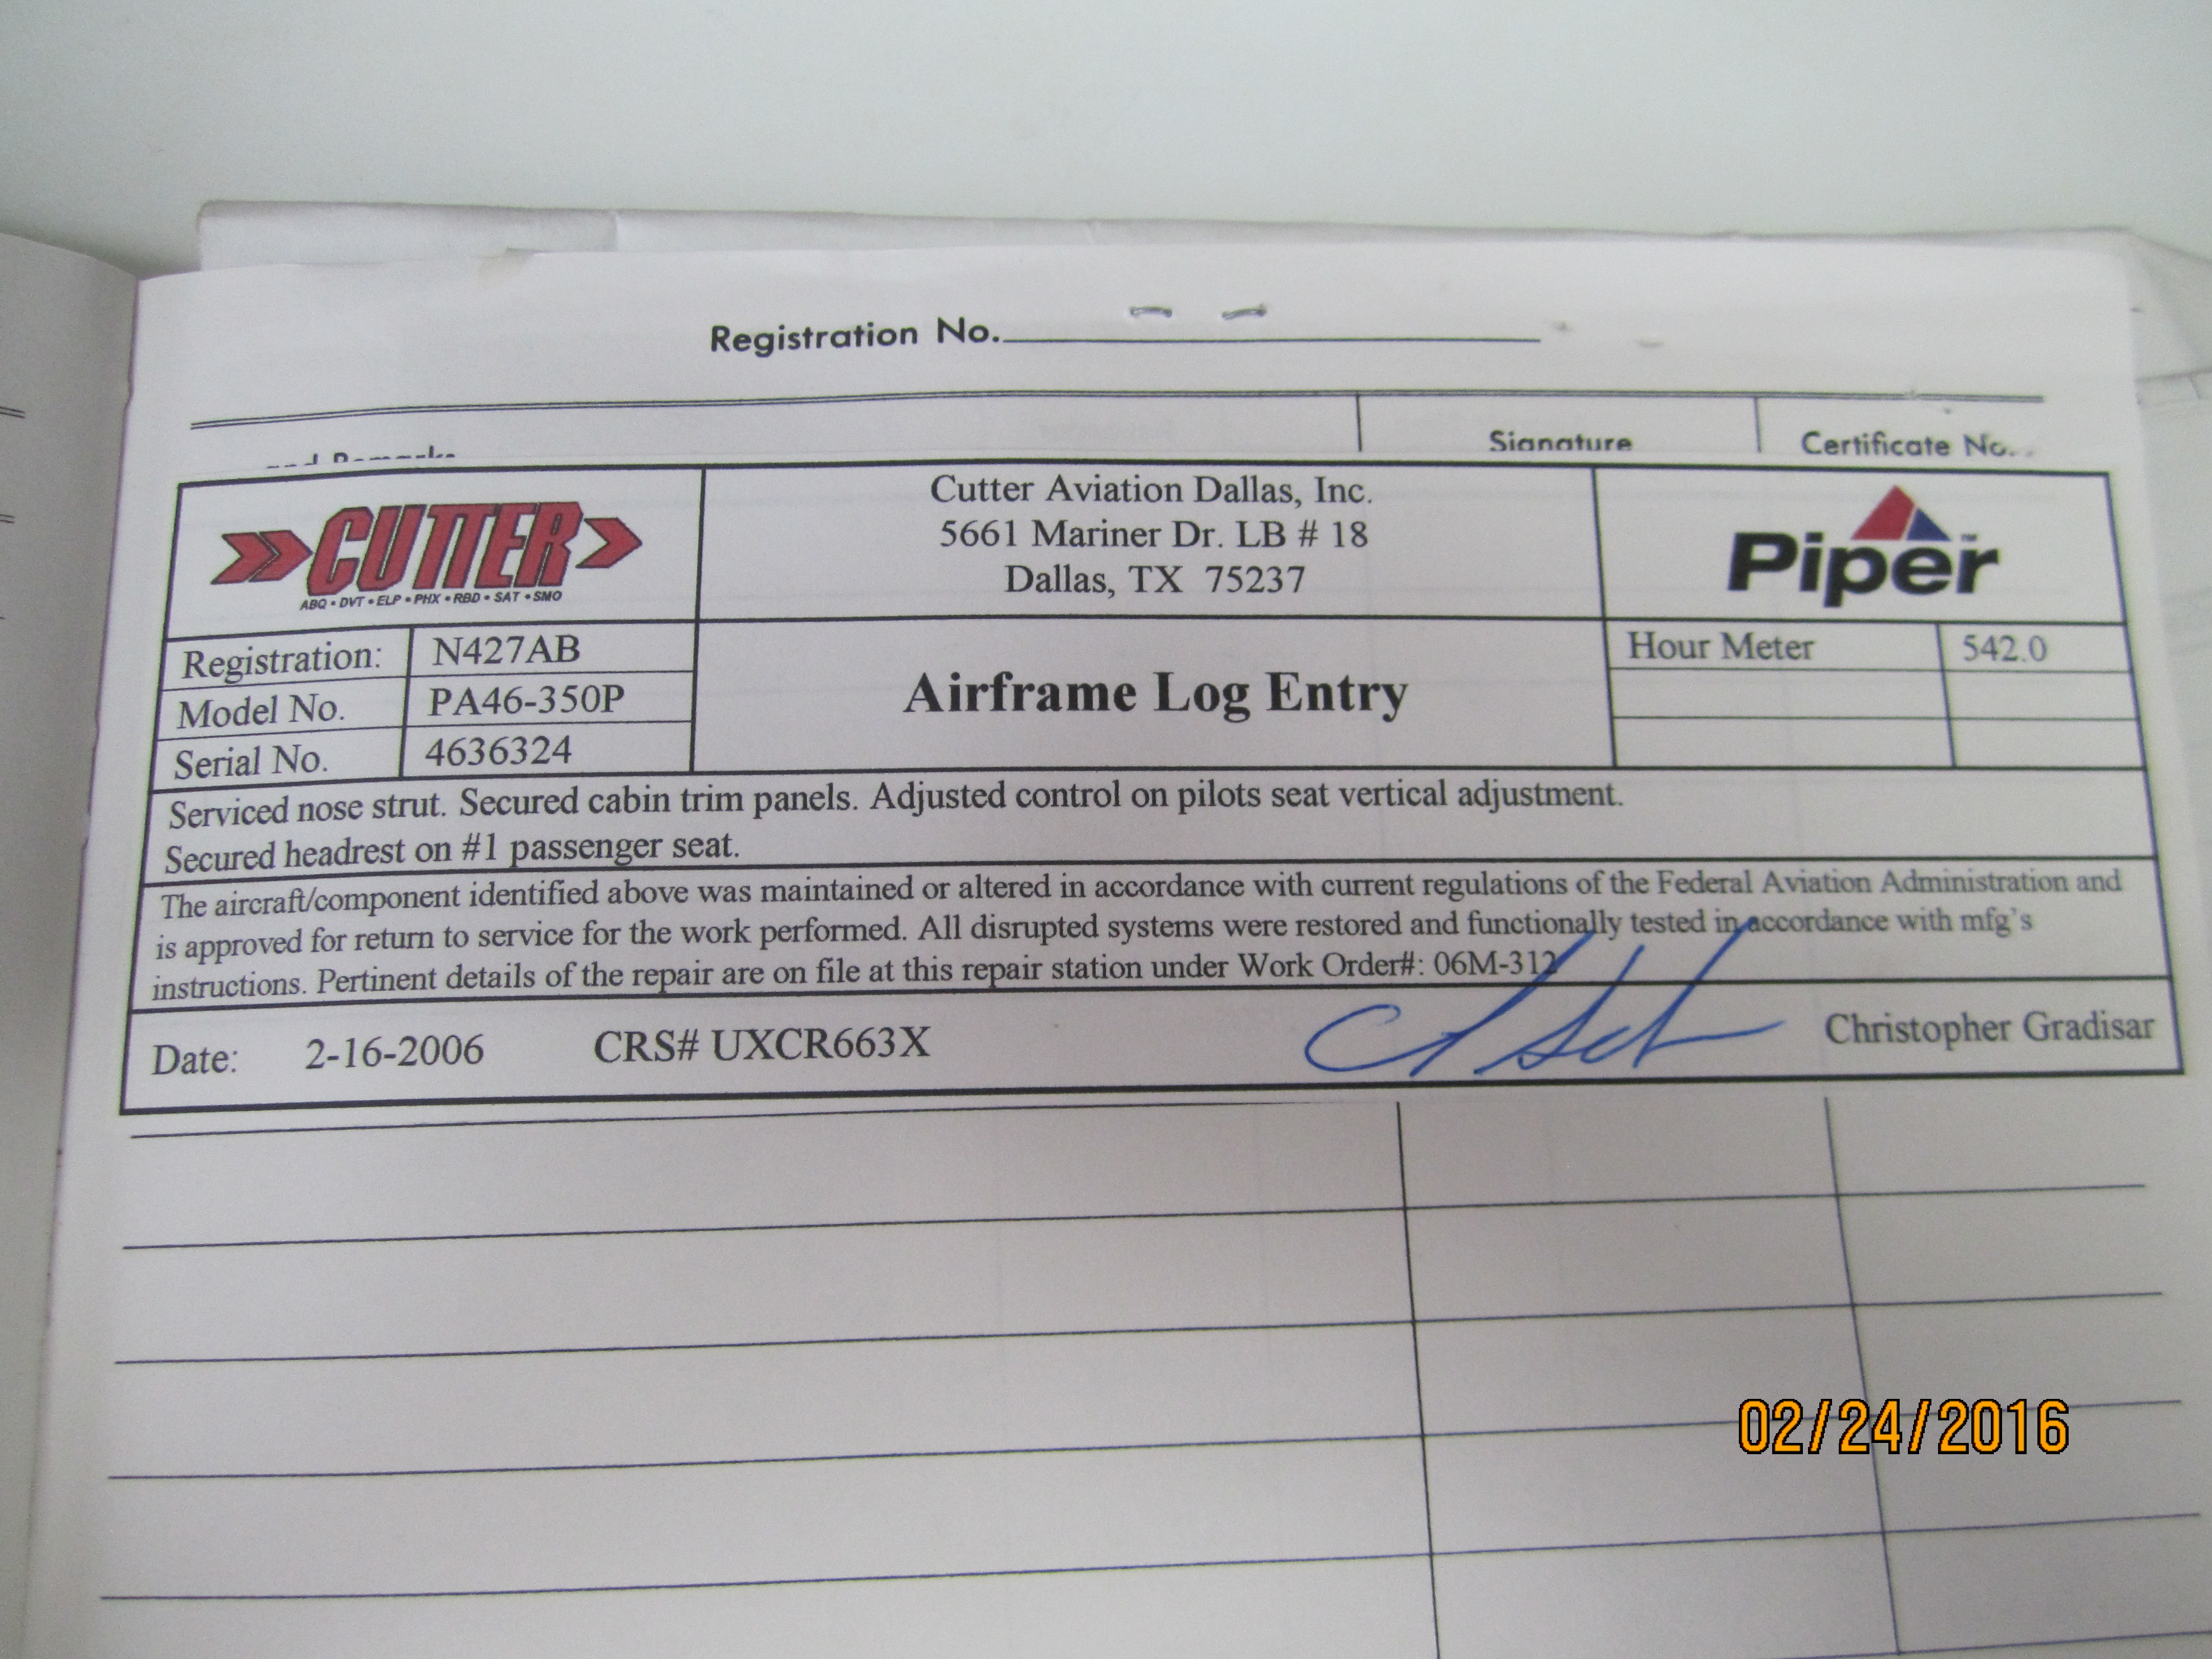 Registration No.
and Remarks
Signature
Certificate No.
CUTTER
ABQ • DVT • ELP • PHX • RBD • SAT • SMO
Cutter Aviation Dallas, Inc.
5661 Mariner Dr. LB # 18
Dallas, TX 75237
Piper
Registration: N427AB
Model No. PA46-350P
Serial No. 4636324
Airframe Log Entry
Hour Meter 542.0
Serviced nose strut. Secured cabin trim panels. Adjusted control on pilots seat vertical adjustment.
Secured headrest on #1 passenger seat.
The aircraft/component identified above was maintained or altered in accordance with current regulations of the Federal Aviation Administration and
is approved for return to service for the work performed. All disrupted systems were restored and functionally tested in accordance with mfg's
instructions. Pertinent details of the repair are on file at this repair station under Work Order#: 06M-312
Date: 2-16-2006 CRS# UXCR663X Christopher Gradisar
02/24/2016